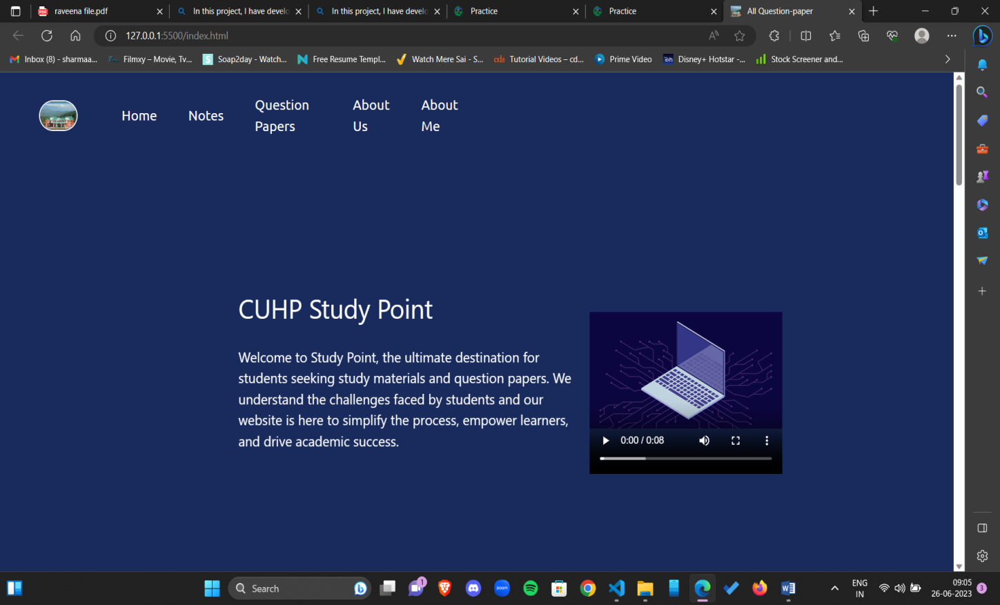 raveena file.pdf
In this project, I have develo
In this project, I have develo
Practice
Practice
All Question-paper
127.0.0.1:5500/index.html
Inbox (8) - sharmaa...
Filmxy – Movie, Tv...
Soap2day - Watch...
Free Resume Templ...
Watch Mere Sai - S...
Tutorial Videos – cd...
Prime Video
Disney+ Hotstar -...
Stock Screener and...
Home
Notes
Question
Papers
About
Us
About
Me
CUHP Study Point
Welcome to Study Point, the ultimate destination for
students seeking study materials and question papers. We
understand the challenges faced by students and our
website is here to simplify the process, empower learners,
and drive academic success.
0:00 / 0:08
Search
1
zoom
ENG
IN
09:05
26-06-2023
3